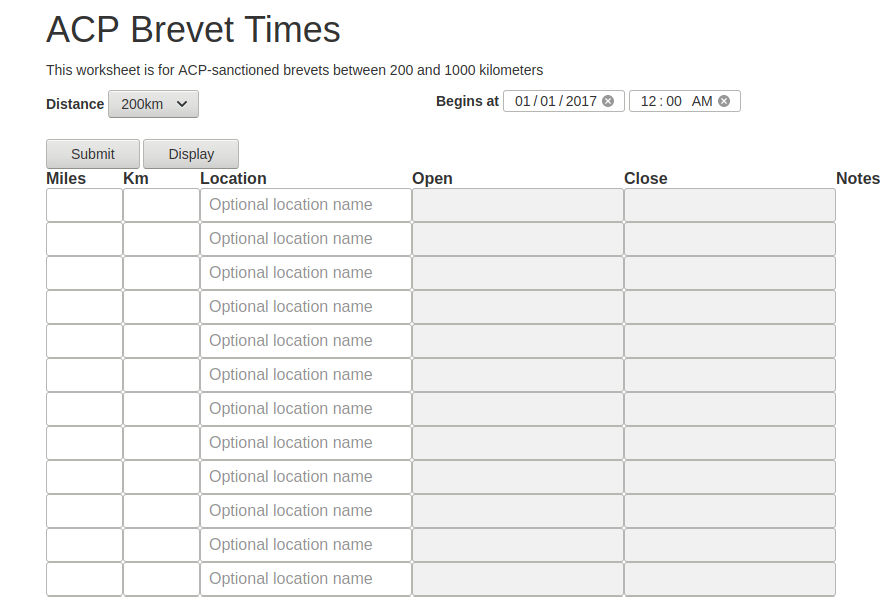 ACP Brevet Times
This worksheet is for ACP-sanctioned brevets between 200 and 1000 kilometers
Distance 200km Begins at 01/01/2017 12:00 AM
Submit Display
Miles Km Location Open Close Notes
Optional location name
Optional location name
Optional location name
Optional location name
Optional location name
Optional location name
Optional location name
Optional location name
Optional location name
Optional location name
Optional location name
Optional location name